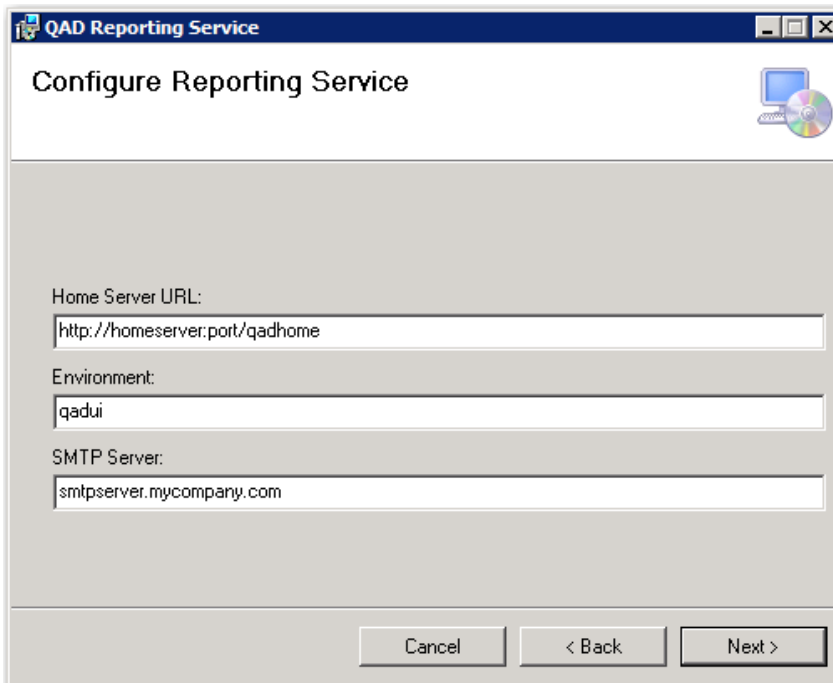 QAD Reporting Service
Configure Reporting Service
Home Server URL:
http://homeserver:port/qadhome
Environment:
qadui
SMTP Server:
smtpserver.mycompany.com
Cancel
< Back
Next >